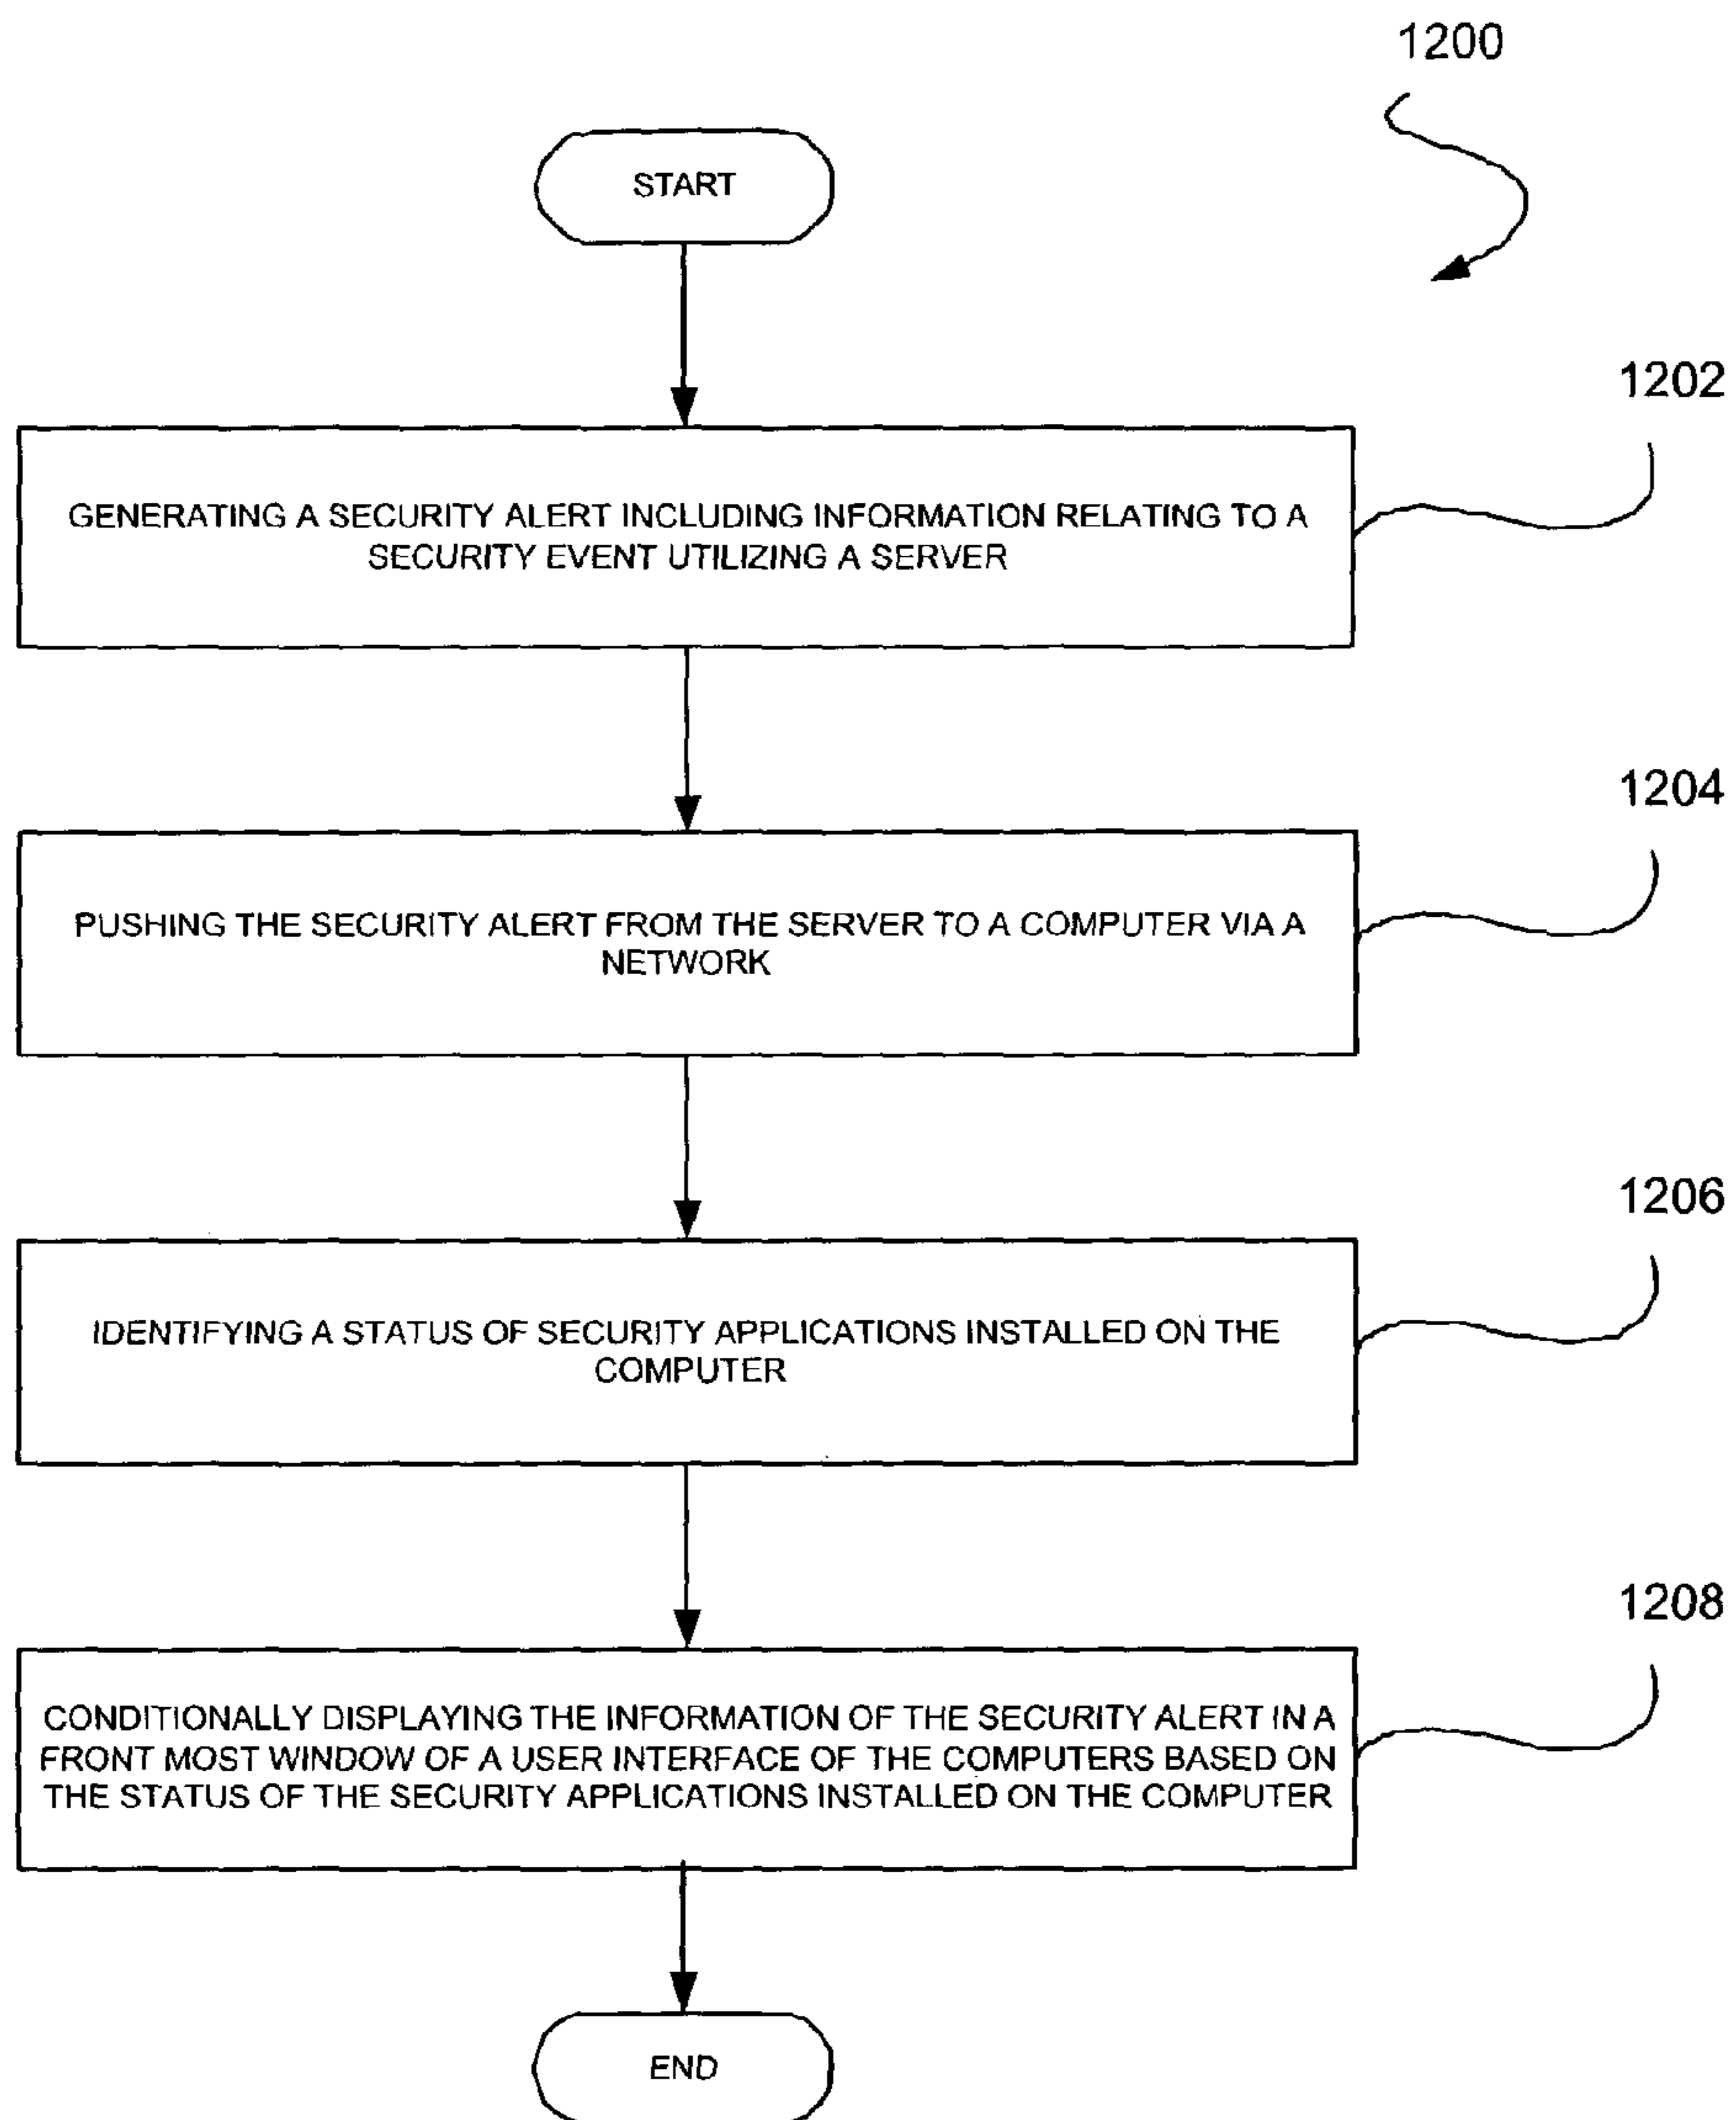 1200
START
1202
GENERATING A SECURITY ALERT INCLUDING INFORMATION RELATING TO A
SECURITY EVENT UTILIZING A SERVER
1204
PUSHING THE SECURITY ALERT FROM THE SERVER TO A COMPUTER VIA A
NETWORK
1206
IDENTIFYING A STATUS OF SECURITY APPLICATIONS INSTALLED ON THE
COMPUTER
1208
CONDITIONALLY DISPLAYING THE INFORMATION OF THE SECURITY ALERT IN A
FRONT MOST WINDOW OF A USER INTERFACE OF THE COMPUTERS BASED ON
THE STATUS OF THE SECURITY APPLICATIONS INSTALLED ON THE COMPUTER
END